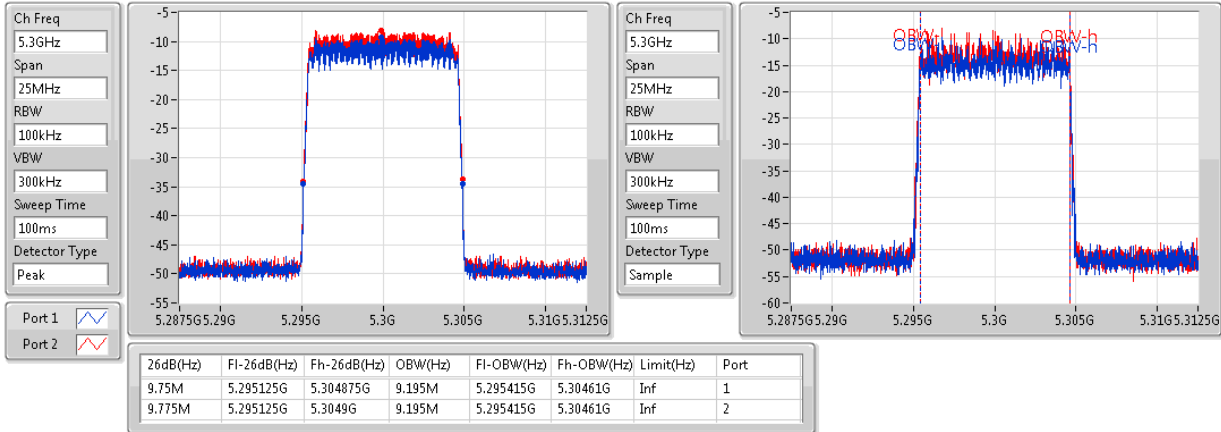 Ch Freq
5.3GHz
Span
25MHz
RBW
100kHz
VBW
300kHz
Sweep Time
100ms
Detector Type
Peak
Port 1
Port 2
-5
-10
-15
-20
-25
-30
-35
-40
-45
-50
-55
5.2875G 5.29G 5.295G 5.3G 5.305G 5.31G 5.3125G
Ch Freq
5.3GHz
Span
25MHz
RBW
100kHz
VBW
300kHz
Sweep Time
100ms
Detector Type
Sample
-5
-10
-15
-20
-25
-30
-35
-40
-45
-50
-55
-60
OBW-l OBW-h
OBW-l OBW-h
5.2875G 5.29G 5.295G 5.3G 5.305G 5.31G 5.3125G
26dB(Hz) Fl-26dB(Hz) Fh-26dB(Hz) OBW(Hz) Fl-OBW(Hz) Fh-OBW(Hz) Limit(Hz) Port
9.75M 5.295125G 5.304875G 9.195M 5.295415G 5.30461G Inf 1
9.775M 5.295125G 5.3049G 9.195M 5.295415G 5.30461G Inf 2